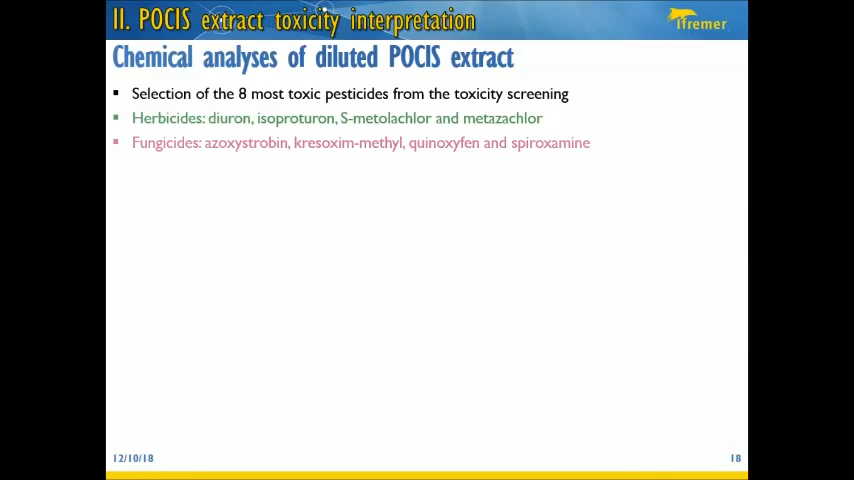 II. POCIS extract toxicity interpretation
Ifremer
Chemical analyses of diluted POCIS extract
▪ Selection of the 8 most toxic pesticides from the toxicity screening
▪ Herbicides: diuron, isoproturon, S-metolachlor and metazachlor
▪ Fungicides: azoxystrobin, kresoxim-methyl, quinoxyfen and spiroxamine
12/10/18
18